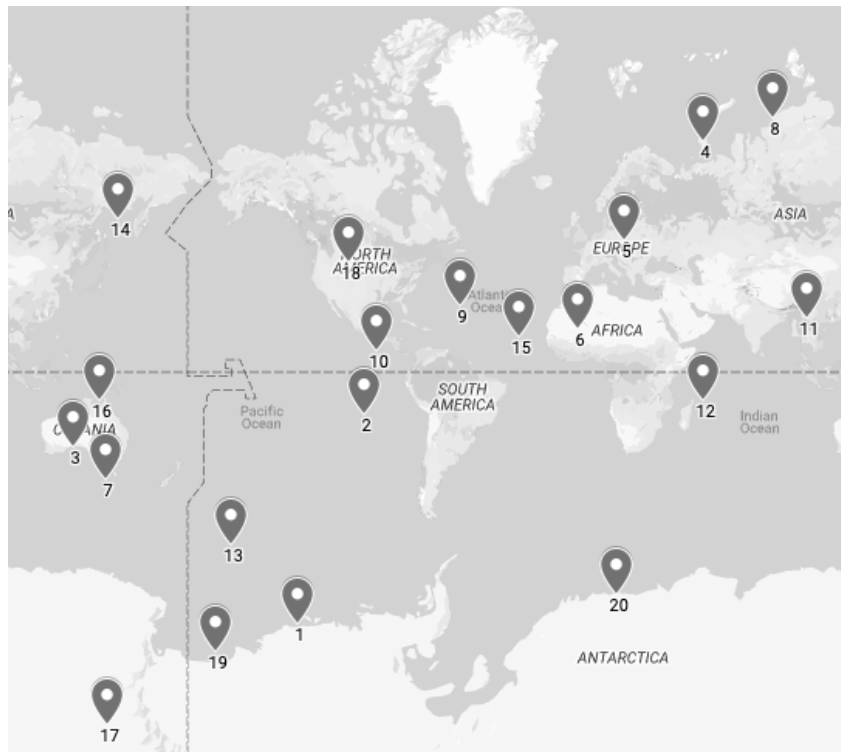 4
8
14
A
ASIA
EUROPE
5
NORTH
AMERICA
18
9
Atlantic
Ocean
11
6
AFRICA
15
10
16
SOUTH
AMERICA
2
12
Pacific
Ocean
Indian
Ocean
OCEANIA
3
7
13
1
20
19
ANTARCTICA
17